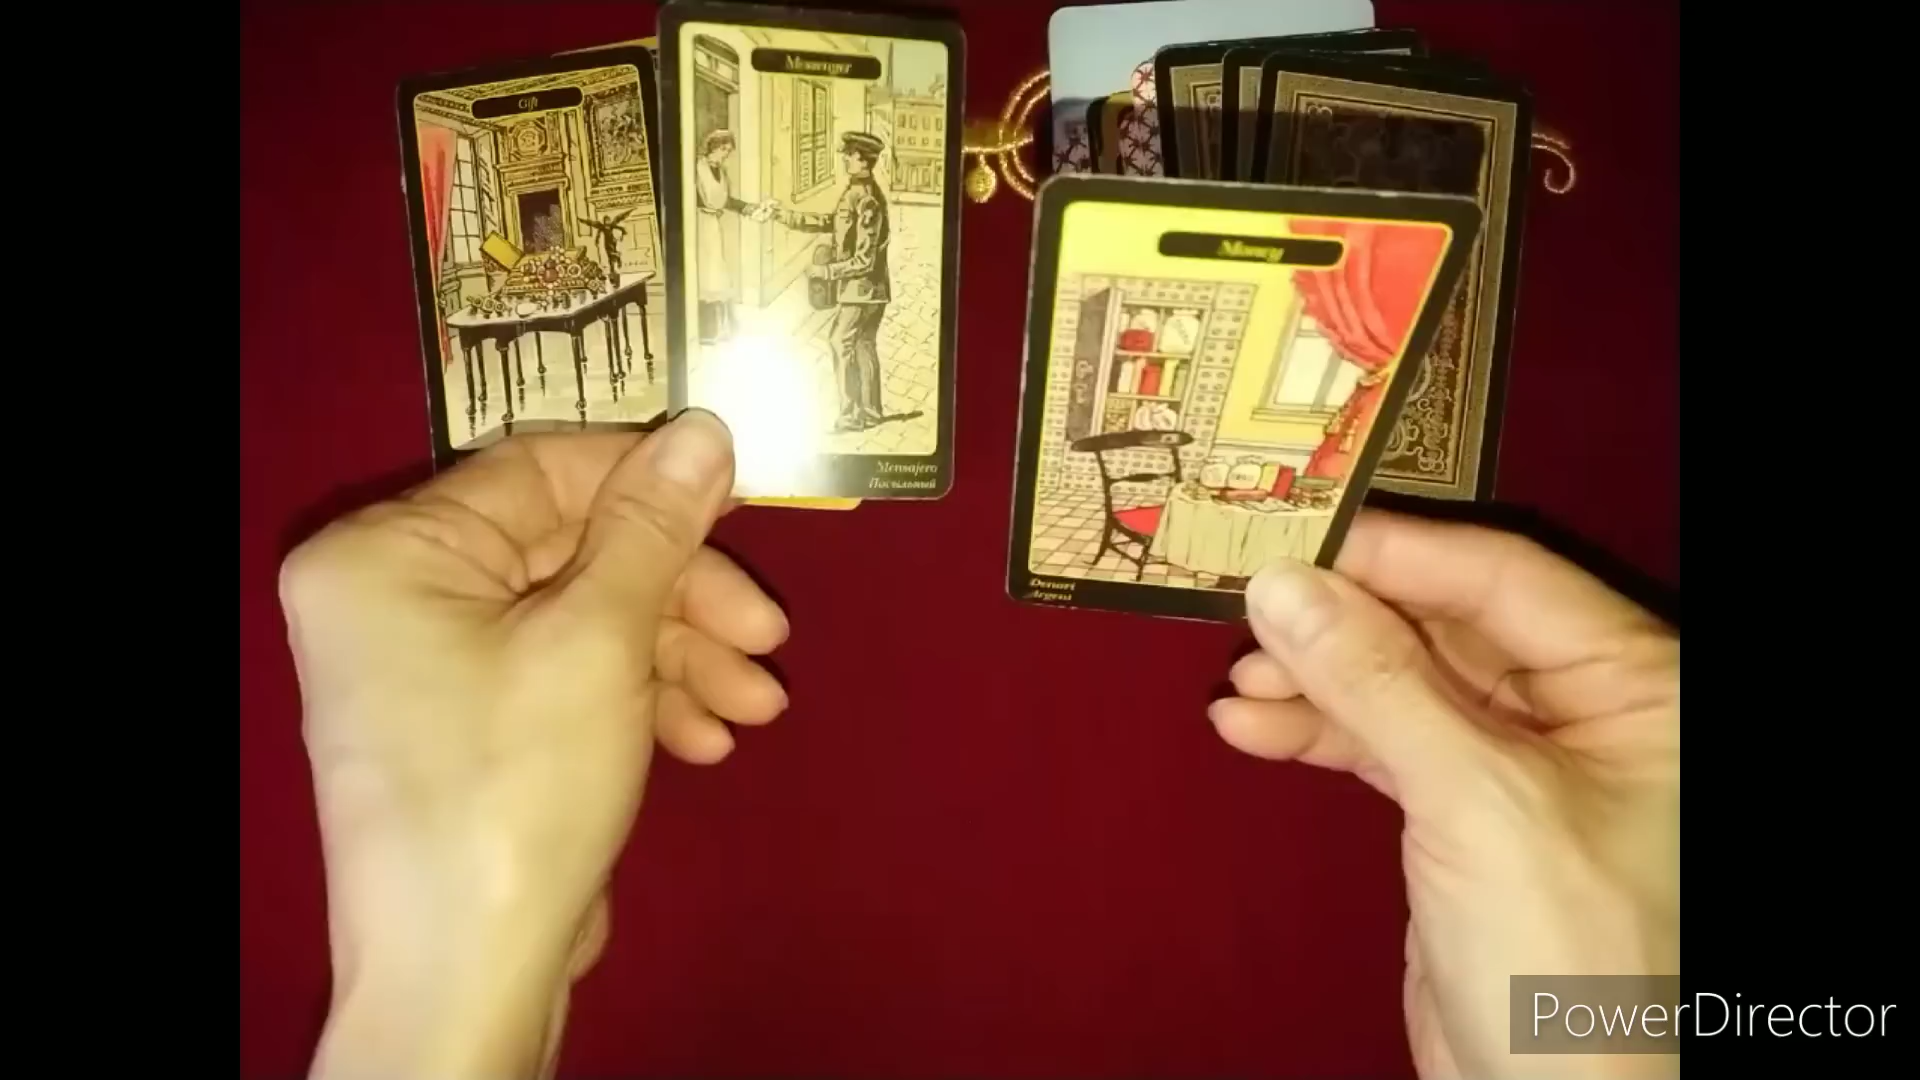 Gift
Messenger
Mensajero
Посыльный
Money
Denari
Argent
PowerDirector